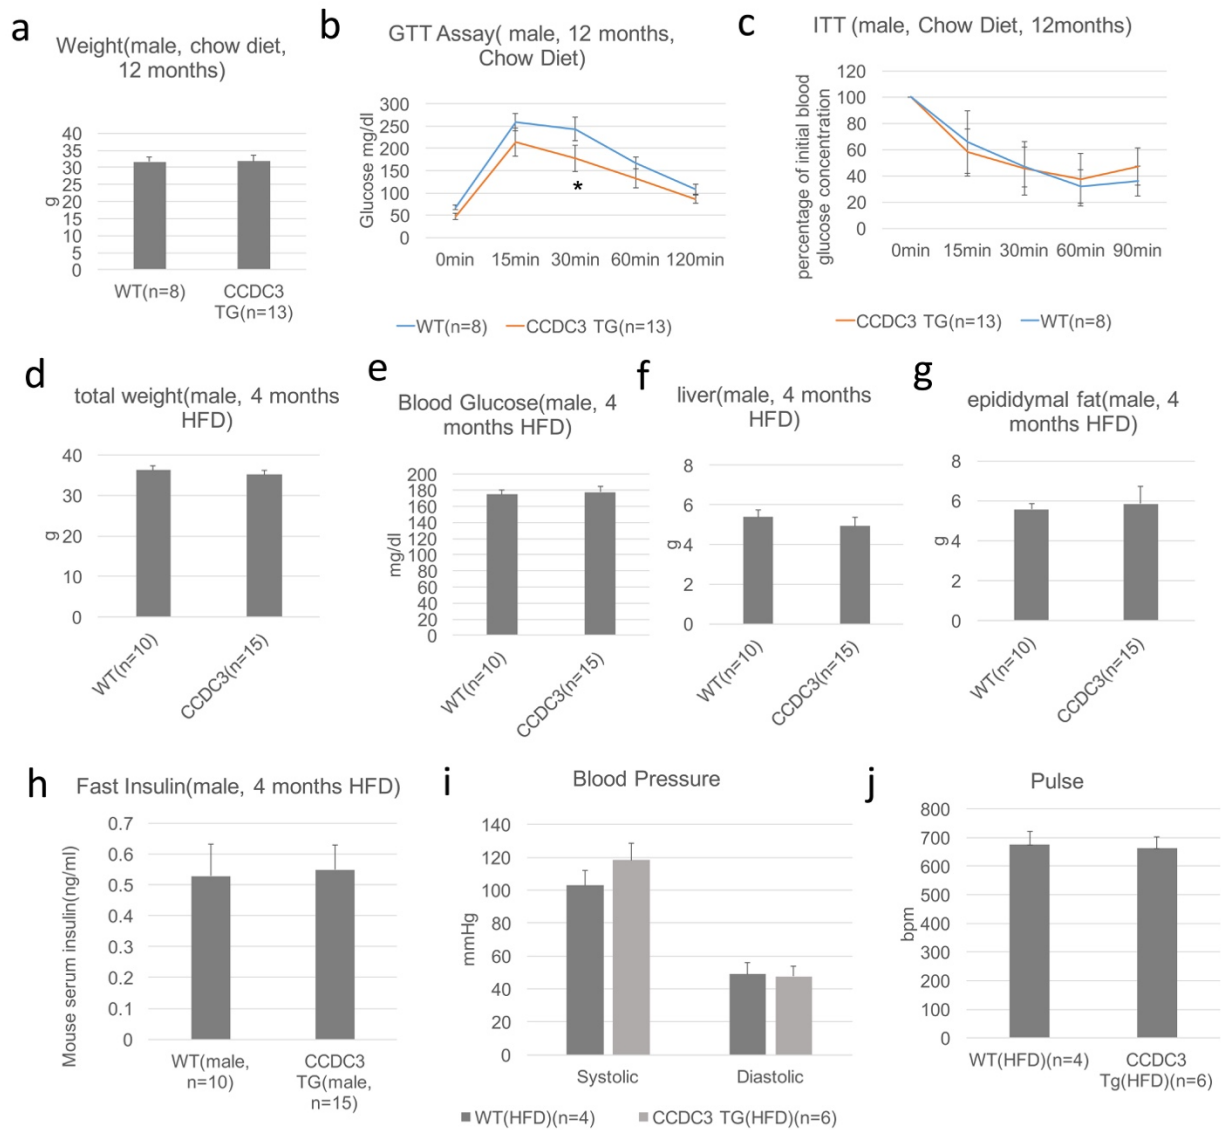 a
Weight(male, chow diet,
12 months)
40
35
30
25
20
15
10
5
0
g
WT(n=8)
CCDC3
TG(n=13)
b
GTT Assay( male, 12 months,
Chow Diet)
300
250
200
150
100
50
0
Glucose mg/dl
*
0min 15min 30min 60min 120min
WT(n=8) CCDC3 TG(n=13)
c
ITT (male, Chow Diet, 12months)
120
100
80
60
40
20
0
percentage of initial blood
glucose concentration
0min 15min 30min 60min 90min
CCDC3 TG(n=13) WT(n=8)
d
total weight(male, 4 months
HFD)
40
30
20
10
0
g
WT(n=10)
CCDC3(n=15)
e
Blood Glucose(male, 4
months HFD)
200
180
160
140
120
100
80
60
40
20
0
mg/dl
WT(n=10)
CCDC3(n=15)
f
liver(male, 4 months
HFD)
8
6
4
2
0
g
WT(n=10)
CCDC3(n=15)
g
epididymal fat(male, 4
months HFD)
8
6
4
2
0
g
WT(n=10)
CCDC3(n=15)
h
Fast Insulin(male, 4 months HFD)
0.7
0.6
0.5
0.4
0.3
0.2
0.1
0
Mouse serum insulin(ng/ml)
WT(male,
n=10)
CCDC3
TG(male,
n=15)
i
Blood Pressure
140
120
100
80
60
40
20
0
mmHg
Systolic Diastolic
WT(HFD)(n=4) CCDC3 TG(HFD)(n=6)
j
Pulse
800
700
600
500
400
300
200
100
0
bpm
WT(HFD)(n=4)
CCDC3
Tg(HFD)(n=6)